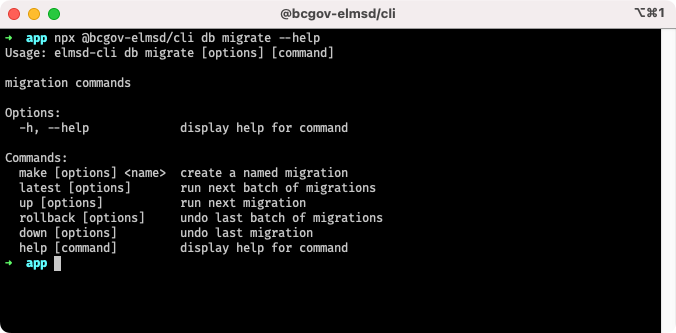 @bcgov-elmsd/cli
⌥⌘1
➜  app npx @bcgov-elmsd/cli db migrate --help
Usage: elmsd-cli db migrate [options] [command]

migration commands

Options:
  -h, --help             display help for command

Commands:
  make [options] <name>  create a named migration
  latest [options]       run next batch of migrations
  up [options]           run next migration
  rollback [options]     undo last batch of migrations
  down [options]         undo last migration
  help [command]         display help for command
➜  app